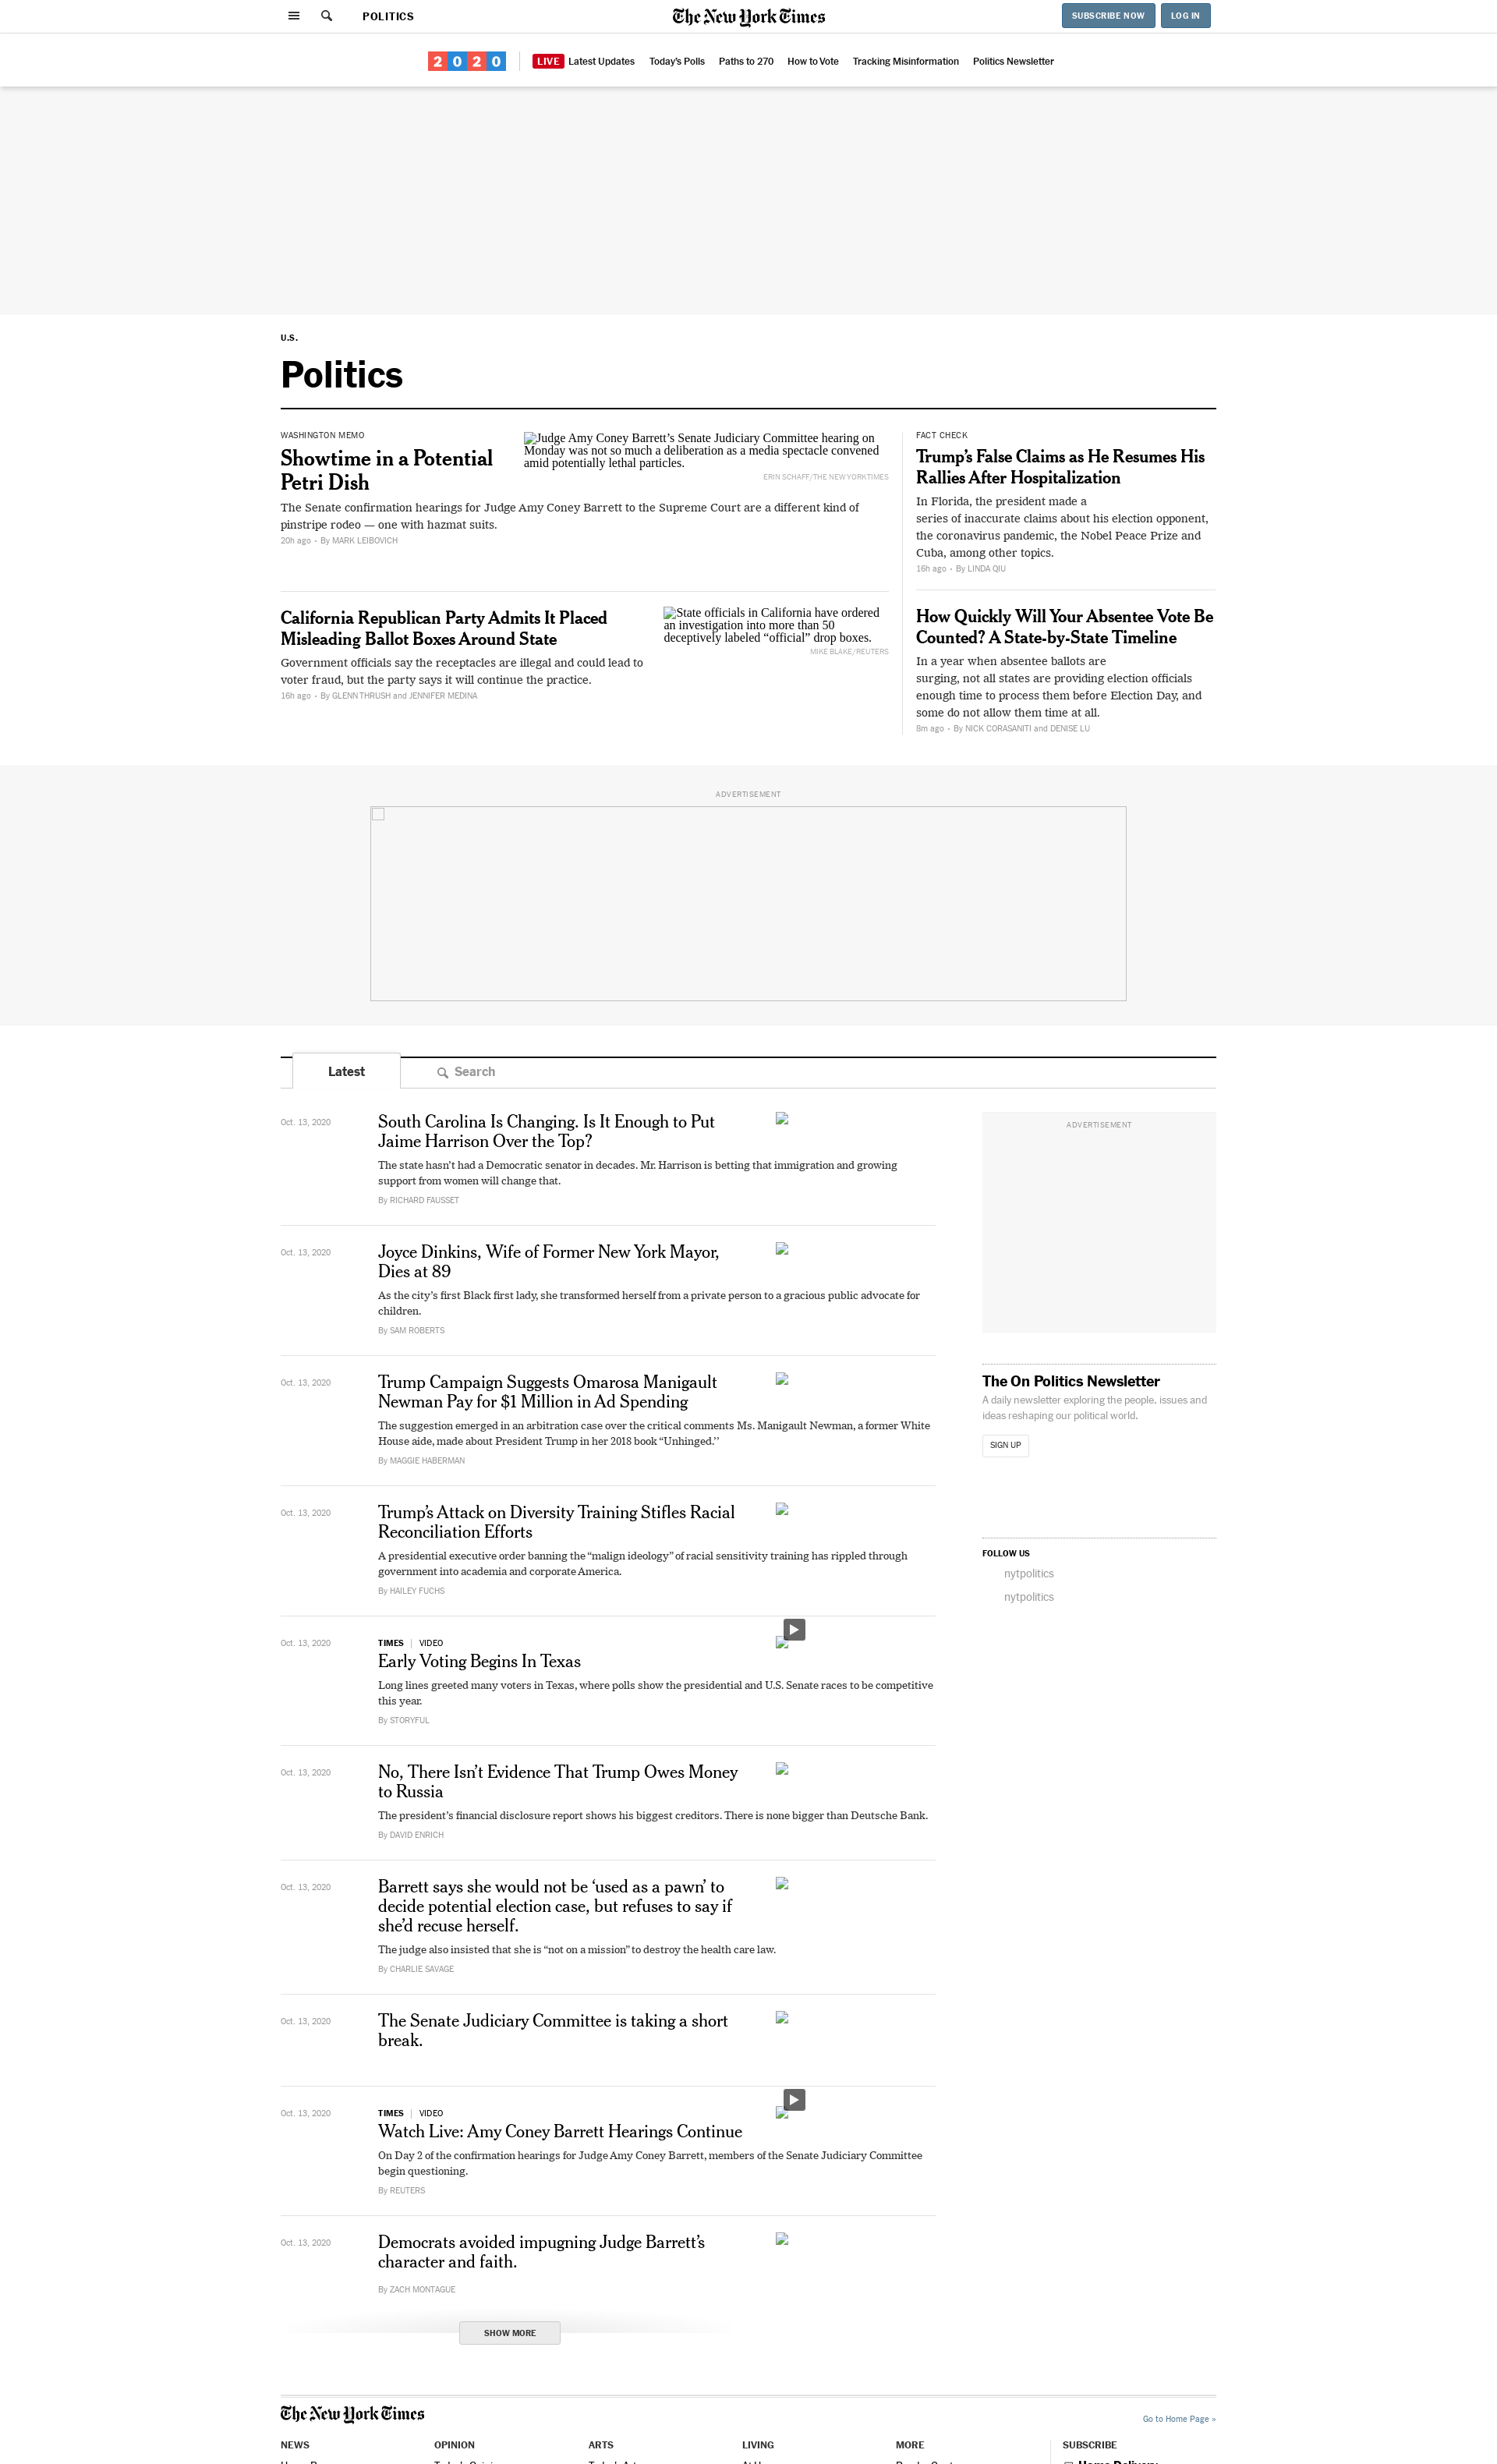 POLITICS
The New York Times
SUBSCRIBE NOW
LOG IN
2020
LIVE Latest Updates
Today's Polls
Paths to 270
How to Vote
Tracking Misinformation
Politics Newsletter
U.S.
Politics
WASHINGTON MEMO
Showtime in a Potential
Petri Dish
Judge Amy Coney Barrett’s Senate Judiciary Committee hearing on
Monday was not so much a deliberation as a media spectacle convened
amid potentially lethal particles.
ERIN SCHAFF/THE NEW YORK TIMES
The Senate confirmation hearings for Judge Amy Coney Barrett to the Supreme Court are a different kind of
pinstripe rodeo — one with hazmat suits.
20h ago • By MARK LEIBOVICH
California Republican Party Admits It Placed
Misleading Ballot Boxes Around State
State officials in California have ordered
an investigation into more than 50
deceptively labeled “official” drop boxes.
MIKE BLAKE/REUTERS
Government officials say the receptacles are illegal and could lead to
voter fraud, but the party says it will continue the practice.
16h ago • By GLENN THRUSH and JENNIFER MEDINA
FACT CHECK
Trump’s False Claims as He Resumes His
Rallies After Hospitalization
In Florida, the president made a
series of inaccurate claims about his election opponent,
the coronavirus pandemic, the Nobel Peace Prize and
Cuba, among other topics.
16h ago • By LINDA QIU
How Quickly Will Your Absentee Vote Be
Counted? A State-by-State Timeline
In a year when absentee ballots are
surging, not all states are providing election officials
enough time to process them before Election Day, and
some do not allow them time at all.
8m ago • By NICK CORASANITI and DENISE LU
ADVERTISEMENT
Latest
Search
Oct. 13, 2020
South Carolina Is Changing. Is It Enough to Put
Jaime Harrison Over the Top?
The state hasn’t had a Democratic senator in decades. Mr. Harrison is betting that immigration and growing
support from women will change that.
By RICHARD FAUSSET
Oct. 13, 2020
Joyce Dinkins, Wife of Former New York Mayor,
Dies at 89
As the city’s first Black first lady, she transformed herself from a private person to a gracious public advocate for
children.
By SAM ROBERTS
Oct. 13, 2020
Trump Campaign Suggests Omarosa Manigault
Newman Pay for $1 Million in Ad Spending
The suggestion emerged in an arbitration case over the critical comments Ms. Manigault Newman, a former White
House aide, made about President Trump in her 2018 book “Unhinged.’’
By MAGGIE HABERMAN
Oct. 13, 2020
Trump’s Attack on Diversity Training Stifles Racial
Reconciliation Efforts
A presidential executive order banning the “malign ideology” of racial sensitivity training has rippled through
government into academia and corporate America.
By HAILEY FUCHS
Oct. 13, 2020
TIMES | VIDEO
Early Voting Begins In Texas
Long lines greeted many voters in Texas, where polls show the presidential and U.S. Senate races to be competitive
this year.
By STORYFUL
Oct. 13, 2020
No, There Isn’t Evidence That Trump Owes Money
to Russia
The president’s financial disclosure report shows his biggest creditors. There is none bigger than Deutsche Bank.
By DAVID ENRICH
Oct. 13, 2020
Barrett says she would not be ‘used as a pawn’ to
decide potential election case, but refuses to say if
she’d recuse herself.
The judge also insisted that she is “not on a mission” to destroy the health care law.
By CHARLIE SAVAGE
Oct. 13, 2020
The Senate Judiciary Committee is taking a short
break.
Oct. 13, 2020
TIMES | VIDEO
Watch Live: Amy Coney Barrett Hearings Continue
On Day 2 of the confirmation hearings for Judge Amy Coney Barrett, members of the Senate Judiciary Committee
begin questioning.
By REUTERS
Oct. 13, 2020
Democrats avoided impugning Judge Barrett’s
character and faith.
By ZACH MONTAGUE
SHOW MORE
ADVERTISEMENT
The On Politics Newsletter
A daily newsletter exploring the people, issues and
ideas reshaping our political world.
SIGN UP
FOLLOW US
nytpolitics
nytpolitics
The New York Times
Go to Home Page »
NEWS
OPINION
ARTS
LIVING
MORE
SUBSCRIBE